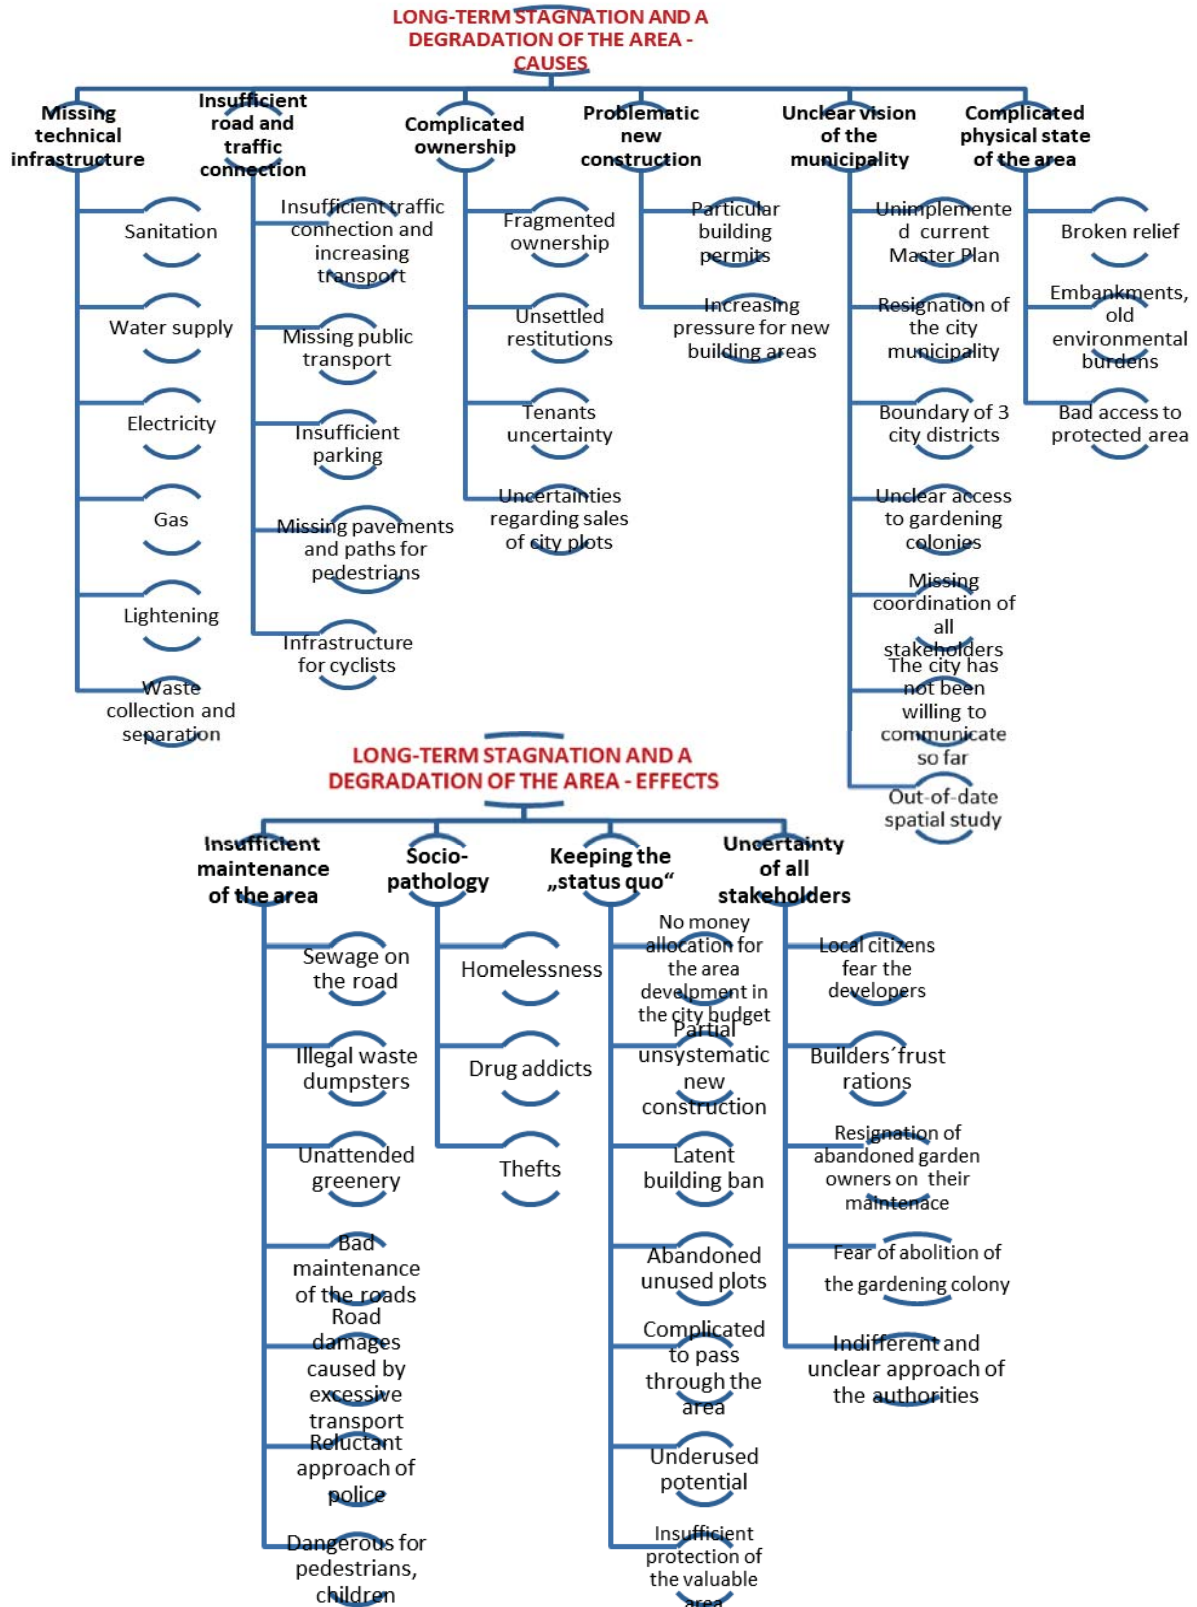 LONG-TERM STAGNATION AND A
DEGRADATION OF THE AREA -
CAUSES
Missing
technical
infrastructure
Sanitation
Water supply
Electricity
Gas
Lightening
Waste
collection and
separation
Insufficient
road and
traffic
connection
Insufficient traffic
connection and
increasing
transport
Missing public
transport
Insufficient
parking
Missing pavements
and paths for
pedestrians
Infrastructure
for cyclists
Complicated
ownership
Fragmented
ownership
Unsettled
restitutions
Tenants
uncertainty
Uncertainties
regarding sales
of city plots
Problematic
new
construction
Particular
building
permits
Increasing
pressure for new
building areas
Unclear vision
of the
municipality
Unimplemente
d current
Master Plan
Resignation of
the city
municipality
Boundary of 3
city districts
Unclear access
to gardening
colonies
Missing
coordination of
all
stakeholders
The city has
not been
willing to
communicate
so far
Out-of-date
spatial study
Complicated
physical state
of the area
Broken relief
Embankments,
old
environmental
burdens
Bad access to
protected area
LONG-TERM STAGNATION AND A
DEGRADATION OF THE AREA - EFFECTS
Insufficient
maintenance
of the area
Sewage on
the road
Illegal waste
dumpsters
Unattended
greenery
Bad
maintenance
of the roads
Road
damages
caused by
excessive
transport
Reluctant
approach of
police
Dangerous for
pedestrians,
children
Socio-
pathology
Homelessness
Drug addicts
Thefts
Keeping the
„status quo“
No money
allocation for
the area
develpment in
the city budget
Partial
unsystematic
new
construction
Latent
building ban
Abandoned
unused plots
Complicated
to pass
through the
area
Underused
potential
Insufficient
protection of
the valuable
area
Uncertainty
of all
stakeholders
Local citizens
fear the
developers
Builders´frust
rations
Resignation of
abandoned garden
owners on their
maintenace
Fear of abolition of
the gardening colony
Indifferent and
unclear approach of
the authorities